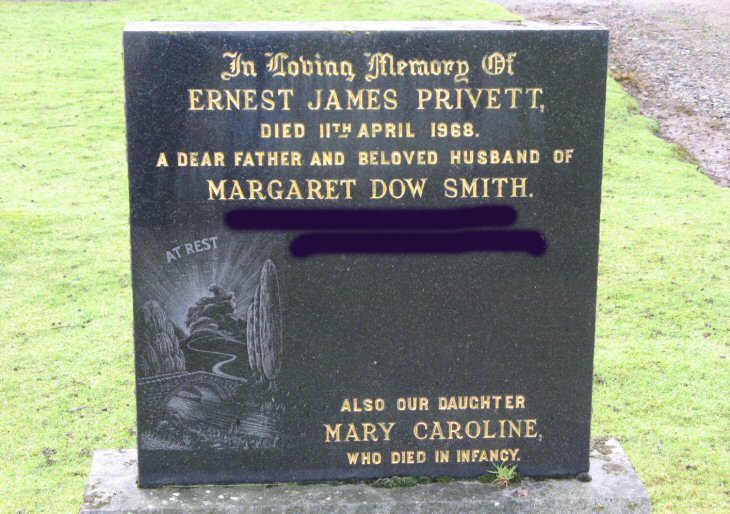 In Loving Memory Of
ERNEST JAMES PRIVETT,
DIED 11TH APRIL 1968.
A DEAR FATHER AND BELOVED HUSBAND OF
MARGARET DOW SMITH.
AT REST
ALSO OUR DAUGHTER
MARY CAROLINE,
WHO DIED IN INFANCY.